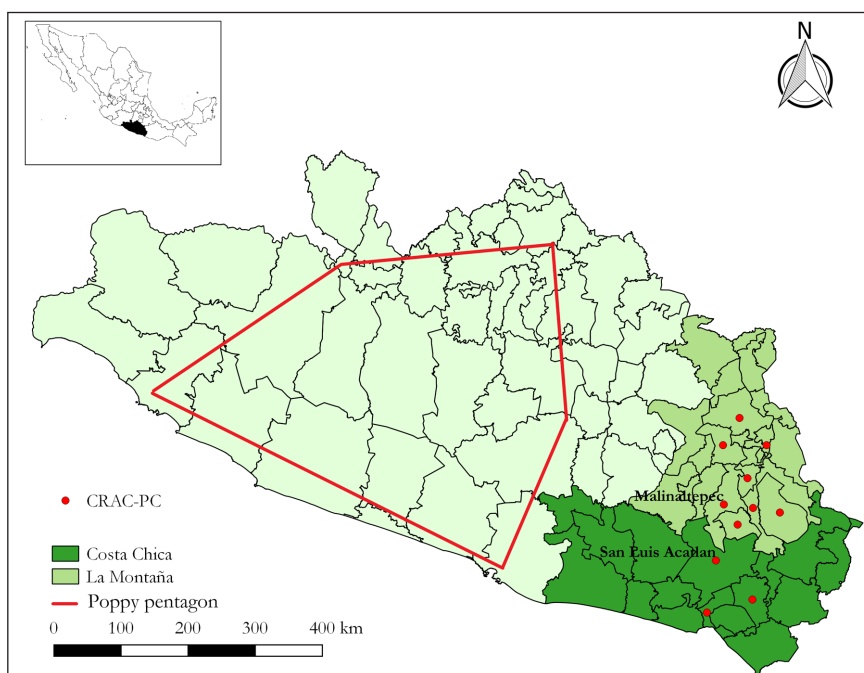 N
Malinaltepec
San Luis Acatlan
CRAC-PC
Costa Chica
La Montaña
Poppy pentagon
0 100 200 300 400 km